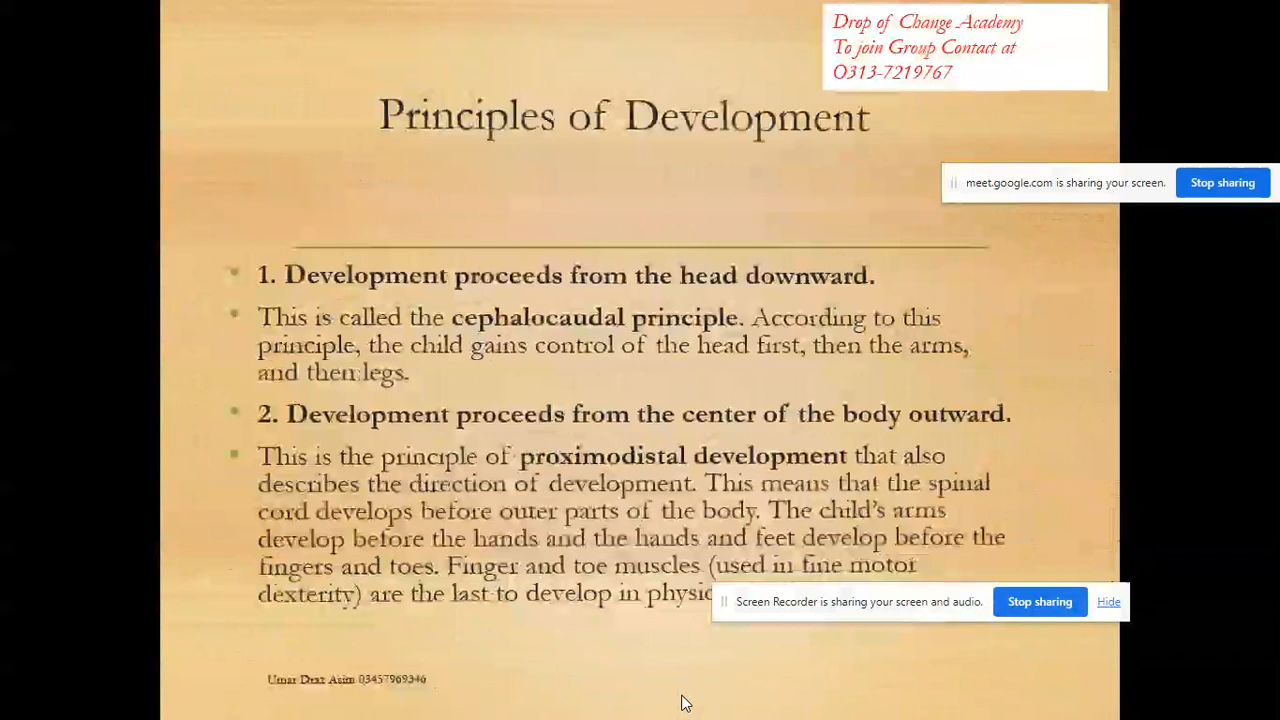 Drop of Change Academy
To join Group Contact at
O313-7219767
Principles of Development
meet.google.com is sharing your screen.
Stop sharing
• 1. Development proceeds from the head downward.
• This is called the cephalocaudal principle. According to this
principle, the child gains control of the head first, then the arms,
and then legs.
• 2. Development proceeds from the center of the body outward.
• This is the principle of proximodistal development that also
describes the direction of development. This means that the spinal
cord develops before outer parts of the body. The child's arms
develop before the hands and the hands and feet develop before the
fingers and toes. Finger and toe muscles (used in fine motor
dexterity) are the last to develop in
Screen Recorder is sharing your screen and audio.
Stop sharing
Hide
Umar Draz Asim 03457969346